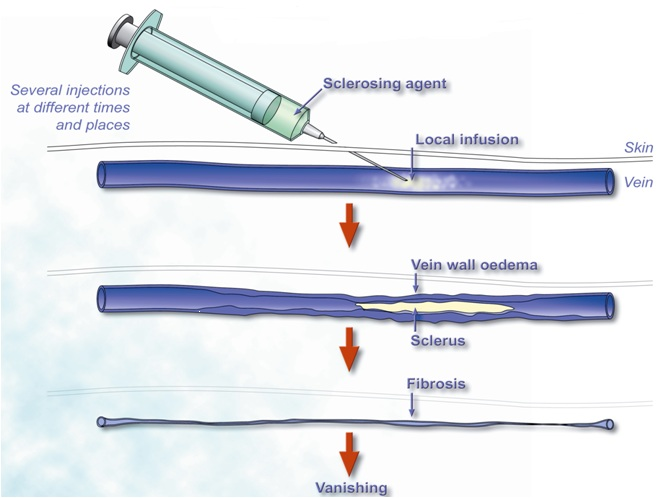 Several injections
at different times
and places
Sclerosing agent
Local infusion
Skin
Vein
Vein wall oedema
Sclerus
Fibrosis
Vanishing